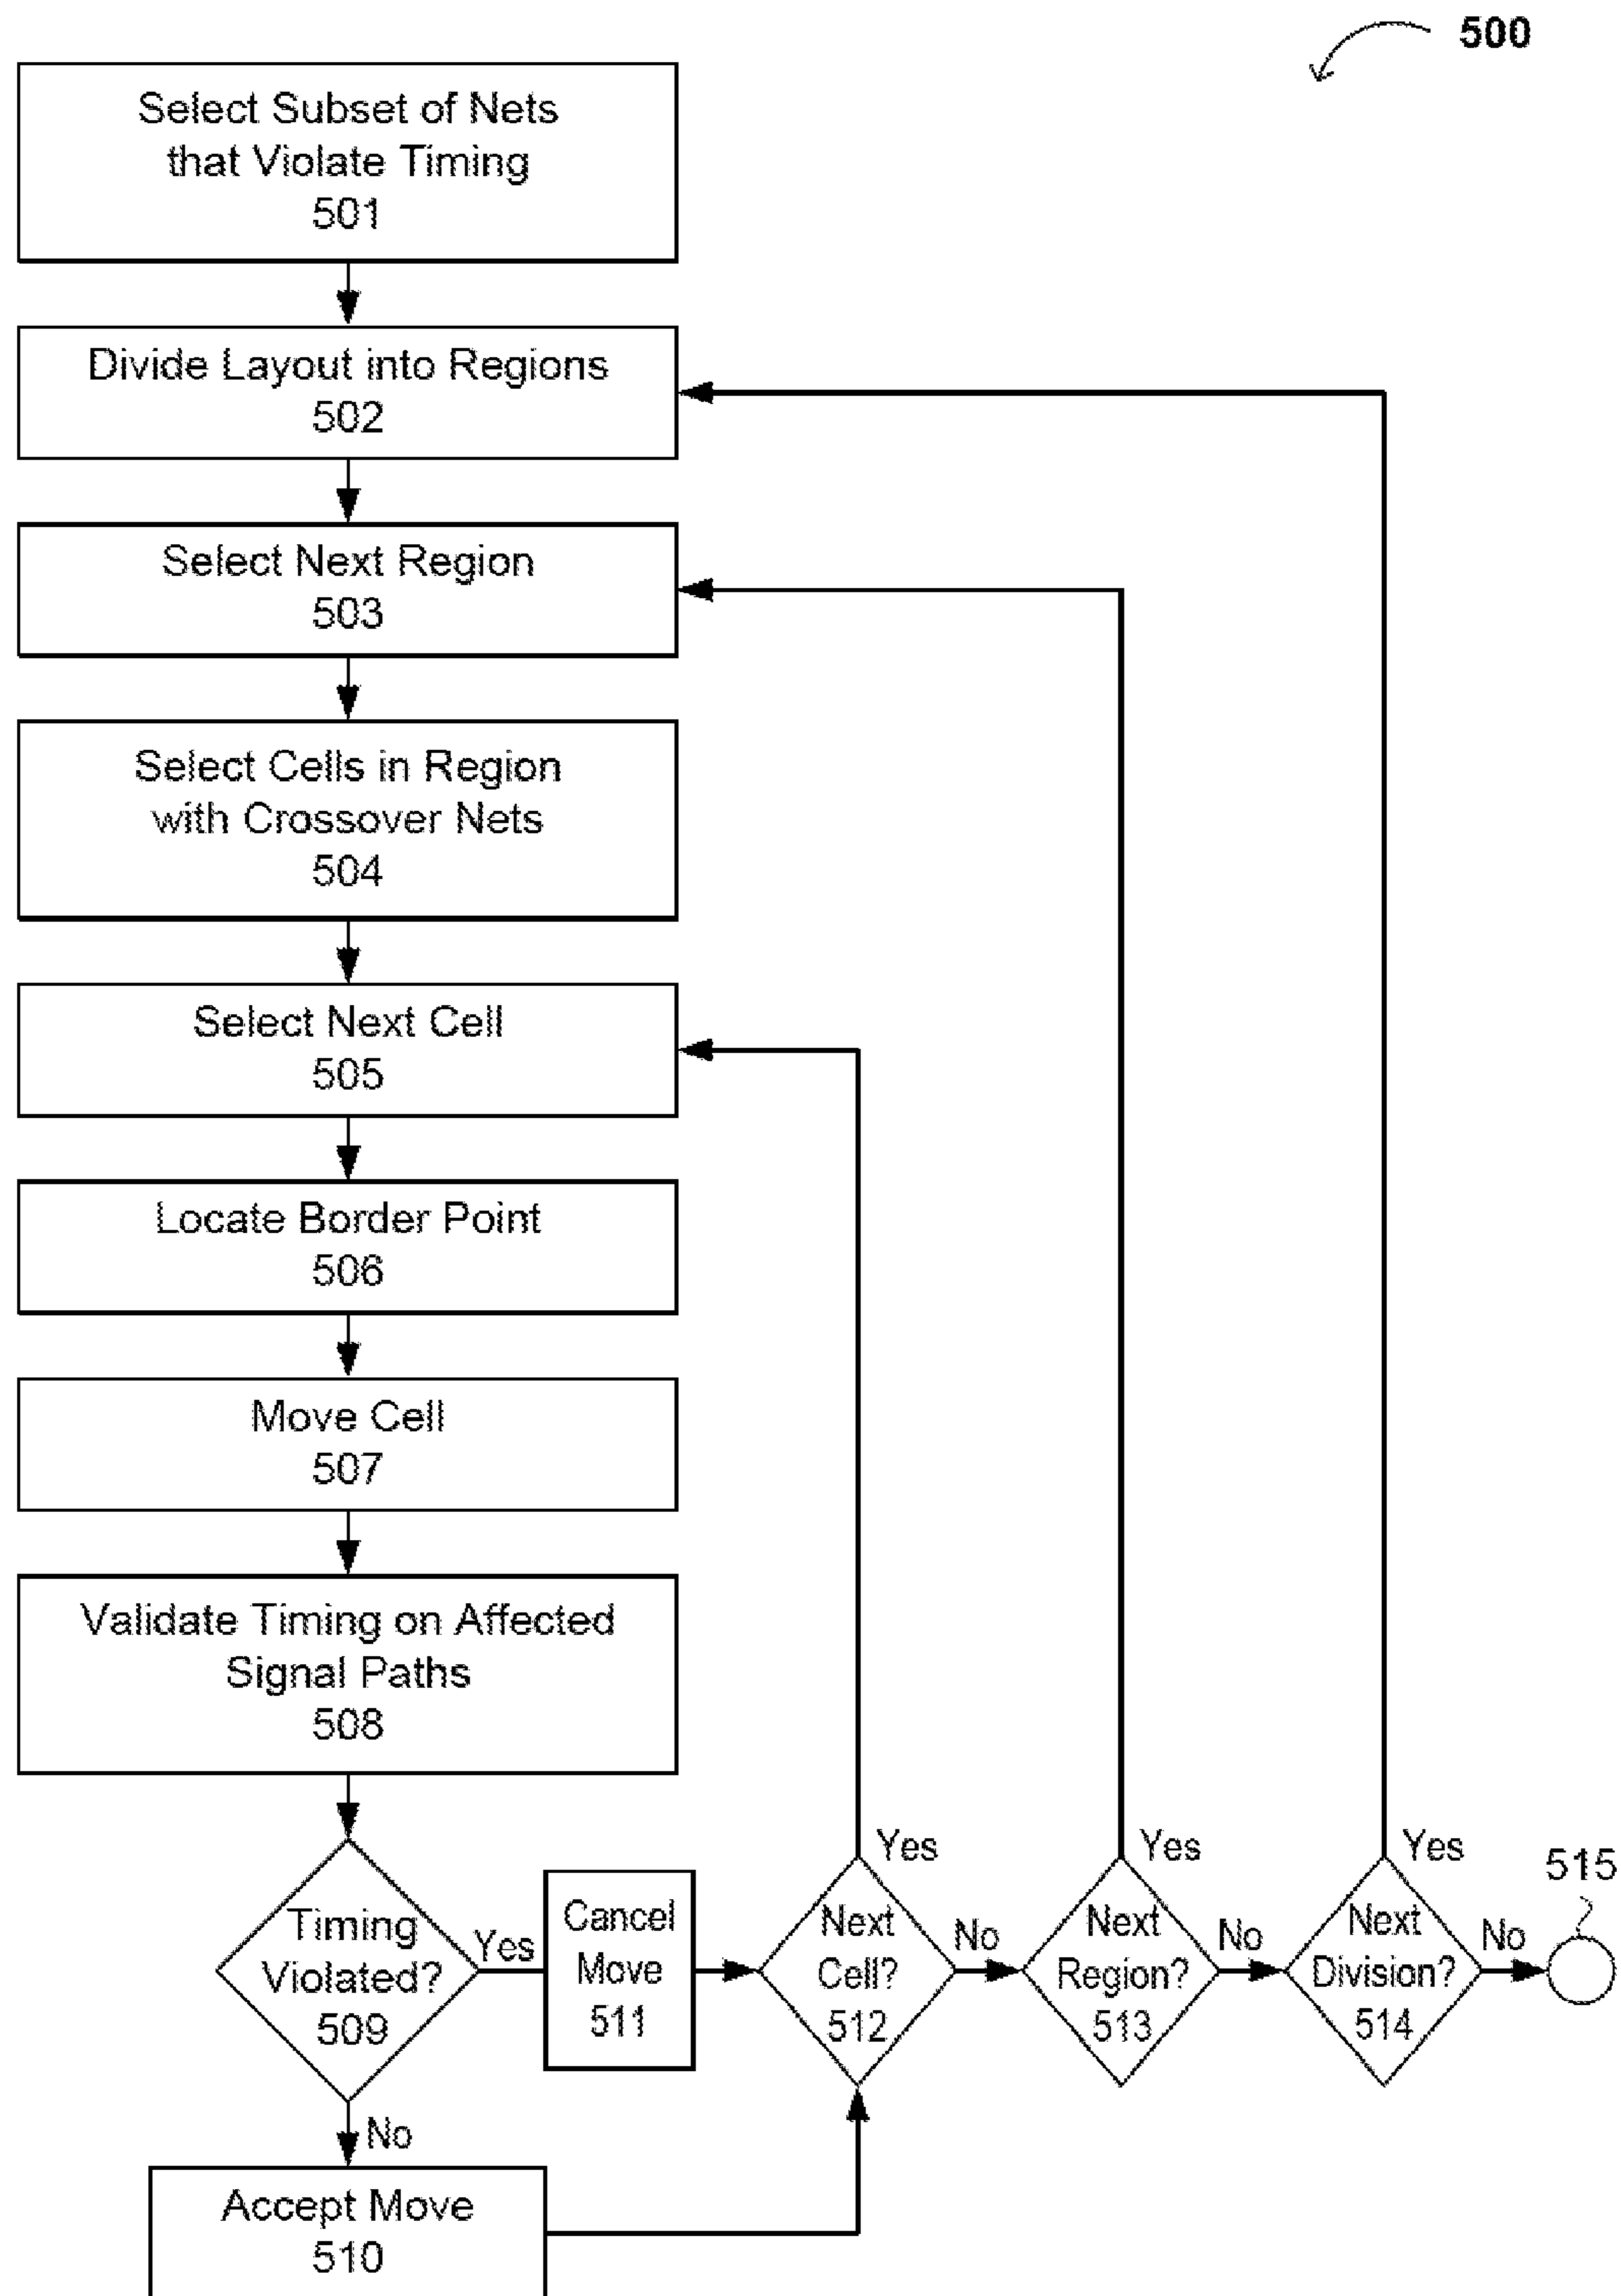 500
Select Subset of Nets
that Violate Timing
501
Divide Layout into Regions
502
Select Next Region
503
Select Cells in Region
with Crossover Nets
504
Select Next Cell
505
Locate Border Point
506
Move Cell
507
Validate Timing on Affected
Signal Paths
508
Timing
Violated?
509
Yes
No
Accept Move
510
Cancel
Move
511
Next
Cell?
512
Yes
No
Next
Region?
513
Yes
No
Next
Division?
514
Yes
No
515